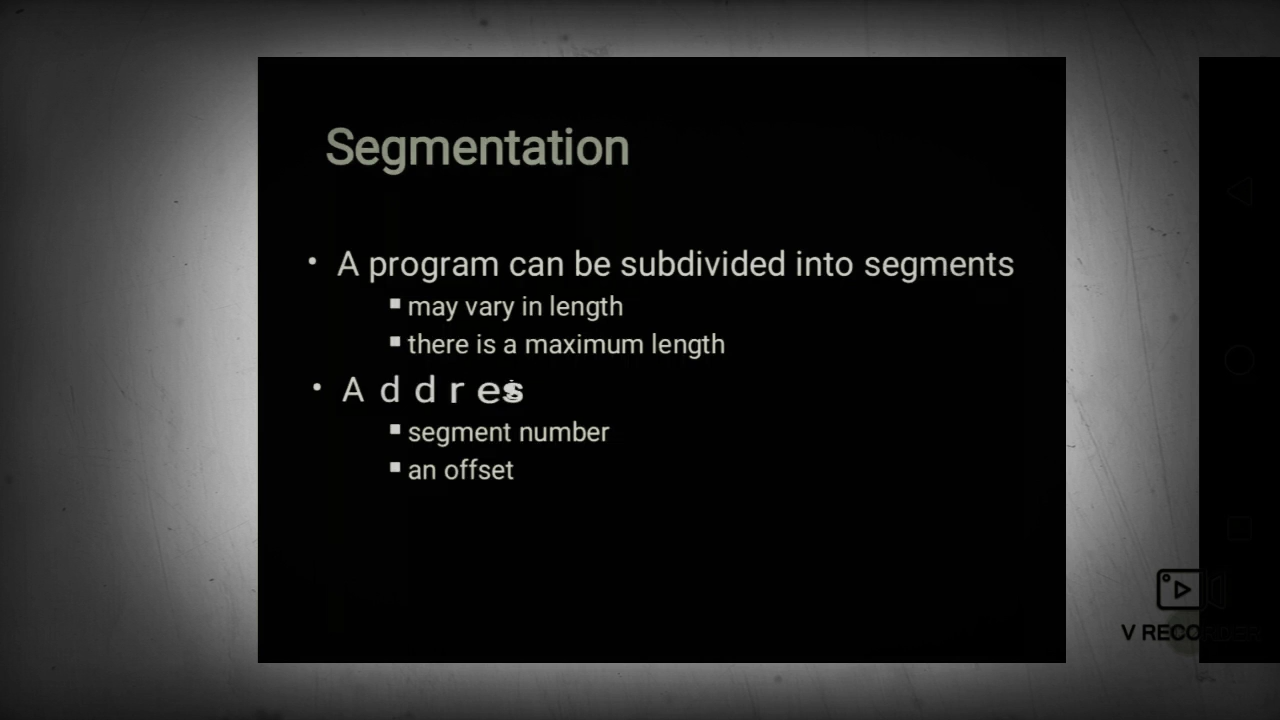 Segmentation
• A program can be subdivided into segments
▪ may vary in length
▪ there is a maximum length
• A d d r e s
▪ segment number
▪ an offset
V RECORDER